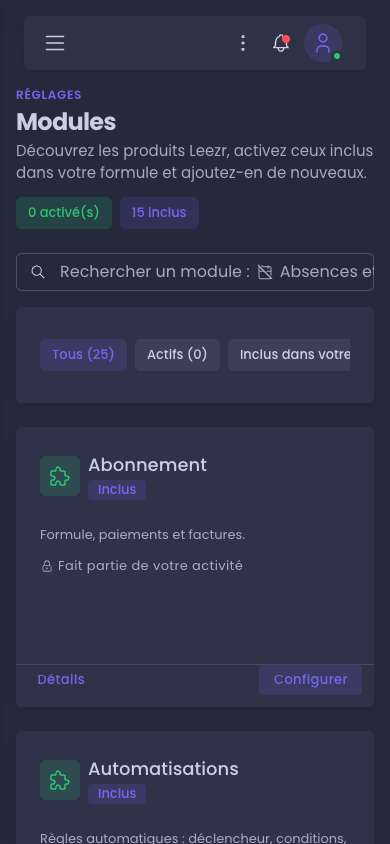 RÉGLAGES
Modules
Découvrez les produits Leezr, activez ceux inclus
dans votre formule et ajoutez-en de nouveaux.
0 activé(s) 15 inclus
Rechercher un module : Absences et
Tous (25) Actifs (0) Inclus dans votre
Abonnement
Inclus
Formule, paiements et factures.
Fait partie de votre activité
Détails Configurer
Automatisations
Inclus
Règles automatiques : déclencheur, conditions,